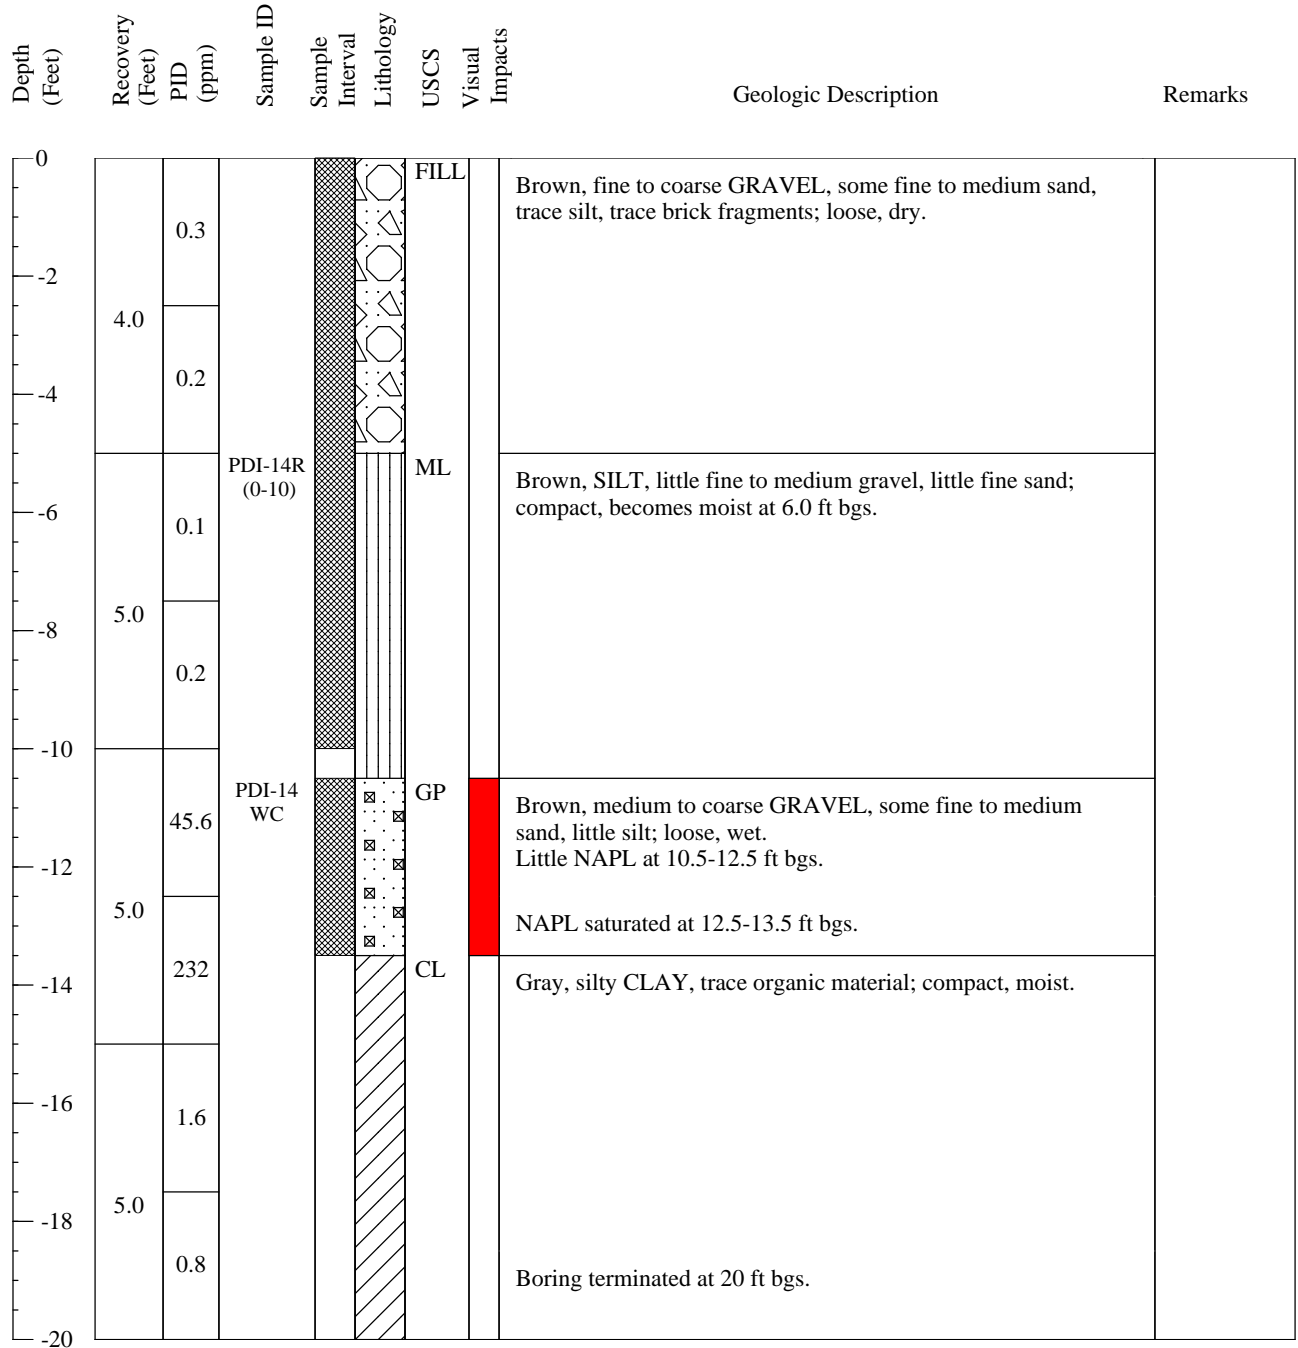 Depth
(Feet)
Recovery
(Feet)
PID
(ppm)
Sample ID
Sample
Interval
Lithology
USCS
Visual
Impacts
Geologic Description
Remarks
0
-2
-4
-6
-8
-10
-12
-14
-16
-18
-20
4.0
5.0
5.0
5.0
0.3
0.2
0.1
0.2
45.6
232
1.6
0.8
PDI-14R
(0-10)
PDI-14
WC
FILL
Brown, fine to coarse GRAVEL, some fine to medium sand,
trace silt, trace brick fragments; loose, dry.
ML
Brown, SILT, little fine to medium gravel, little fine sand;
compact, becomes moist at 6.0 ft bgs.
GP
Brown, medium to coarse GRAVEL, some fine to medium
sand, little silt; loose, wet.
Little NAPL at 10.5-12.5 ft bgs.
NAPL saturated at 12.5-13.5 ft bgs.
CL
Gray, silty CLAY, trace organic material; compact, moist.
Boring terminated at 20 ft bgs.